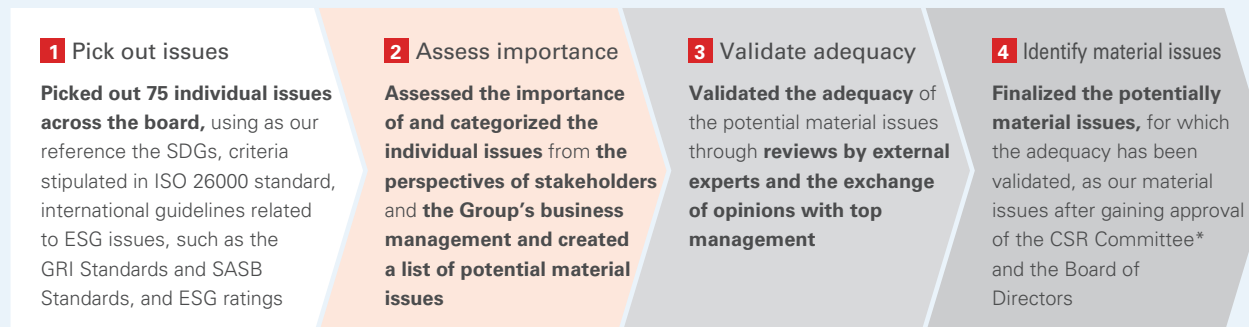 1 Pick out issues
Picked out 75 individual issues
across the board, using as our
reference the SDGs, criteria
stipulated in ISO 26000 standard,
international guidelines related
to ESG issues, such as the
GRI Standards and SASB
Standards, and ESG ratings
2 Assess importance
Assessed the importance
of and categorized the
individual issues from the
perspectives of stakeholders
and the Group's business
management and created
a list of potential material
issues
3 Validate adequacy
Validated the adequacy of
the potential material issues
through reviews by external
experts and the exchange
of opinions with top
management
4 Identify material issues
Finalized the potentially
material issues, for which
the adequacy has been
validated, as our material
issues after gaining approval
of the CSR Committee*
and the Board of
Directors